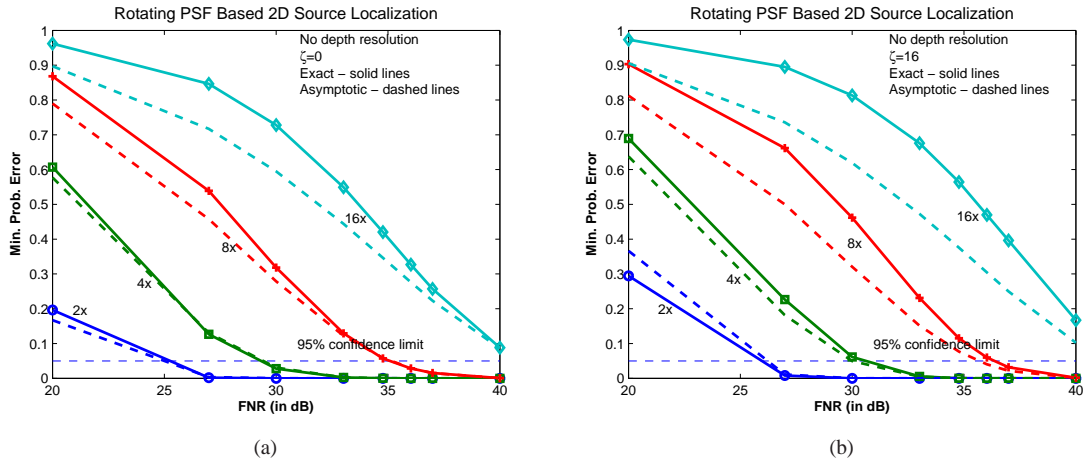 Rotating PSF Based 2D Source Localization
No depth resolution
ζ=0
Exact − solid lines
Asymptotic − dashed lines
Min. Prob. Error
1
0.9
0.8
0.7
0.6
0.5
0.4
0.3
0.2
0.1
0
16x
8x
4x
2x
95% confidence limit
20 25 30 35 40
FNR (in dB)
(a)
Rotating PSF Based 2D Source Localization
No depth resolution
ζ=16
Exact − solid lines
Asymptotic − dashed lines
Min. Prob. Error
1
0.9
0.8
0.7
0.6
0.5
0.4
0.3
0.2
0.1
0
16x
8x
4x
2x
95% confidence limit
20 25 30 35 40
FNR (in dB)
(b)